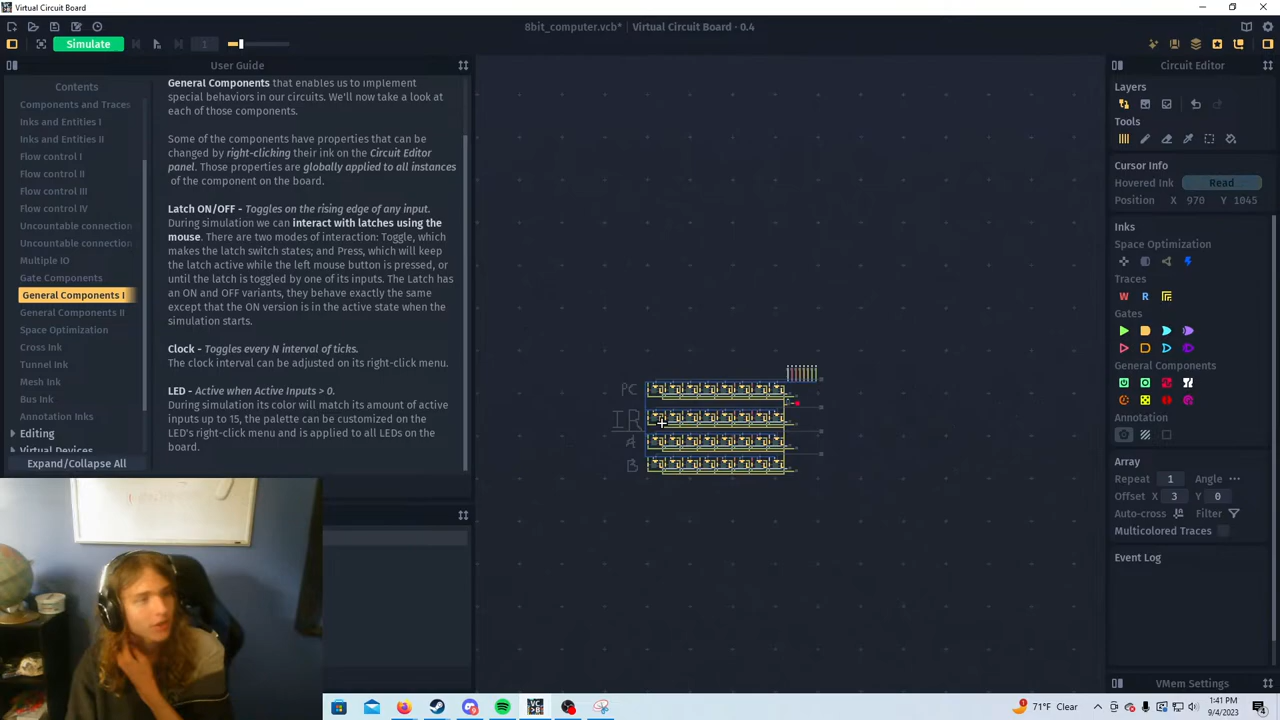 Virtual Circuit Board
8bit_computer.vcb* | Virtual Circuit Board - 0.4
Simulate
1
User Guide
Contents
Components and Traces
Inks and Entities I
Inks and Entities II
Flow control I
Flow control II
Flow control III
Flow control IV
Uncountable connection
Uncountable connection
Multiple IO
Gate Components
General Components I
General Components II
Space Optimization
Cross Ink
Tunnel Ink
Mesh Ink
Bus Ink
Annotation Inks
Editing
Virtual Devices
Expand/Collapse All
General Components that enables us to implement
special behaviors in our circuits. We'll now take a look at
each of those components.
Some of the components have properties that can be
changed by right-clicking their ink on the Circuit Editor
panel. Those properties are globally applied to all instances
of the component on the board.
Latch ON/OFF - Toggles on the rising edge of any input.
During simulation we can interact with latches using the
mouse. There are two modes of interaction: Toggle, which
makes the latch switch states; and Press, which will keep
the latch active while the left mouse button is pressed, or
until the latch is toggled by one of its inputs. The Latch has
an ON and OFF variants, they behave exactly the same
except that the ON version is in the active state when the
simulation starts.
Clock - Toggles every N interval of ticks.
The clock interval can be adjusted on its right-click menu.
LED - Active when Active Inputs > 0.
During simulation its color will match its amount of active
inputs up to 15, the palette can be customized on the
LED's right-click menu and is applied to all LEDs on the
board.
PC
IR
A
B
Circuit Editor
Layers
Tools
Cursor Info
Hovered Ink Read
Position X 970 Y 1045
Inks
Space Optimization
Traces
W R
Gates
General Components
Annotation
Array
Repeat 1 Angle
Offset X 3 Y 0
Auto-cross Filter
Multicolored Traces
Event Log
VMem Settings
71°F Clear
1:41 PM
9/4/2023